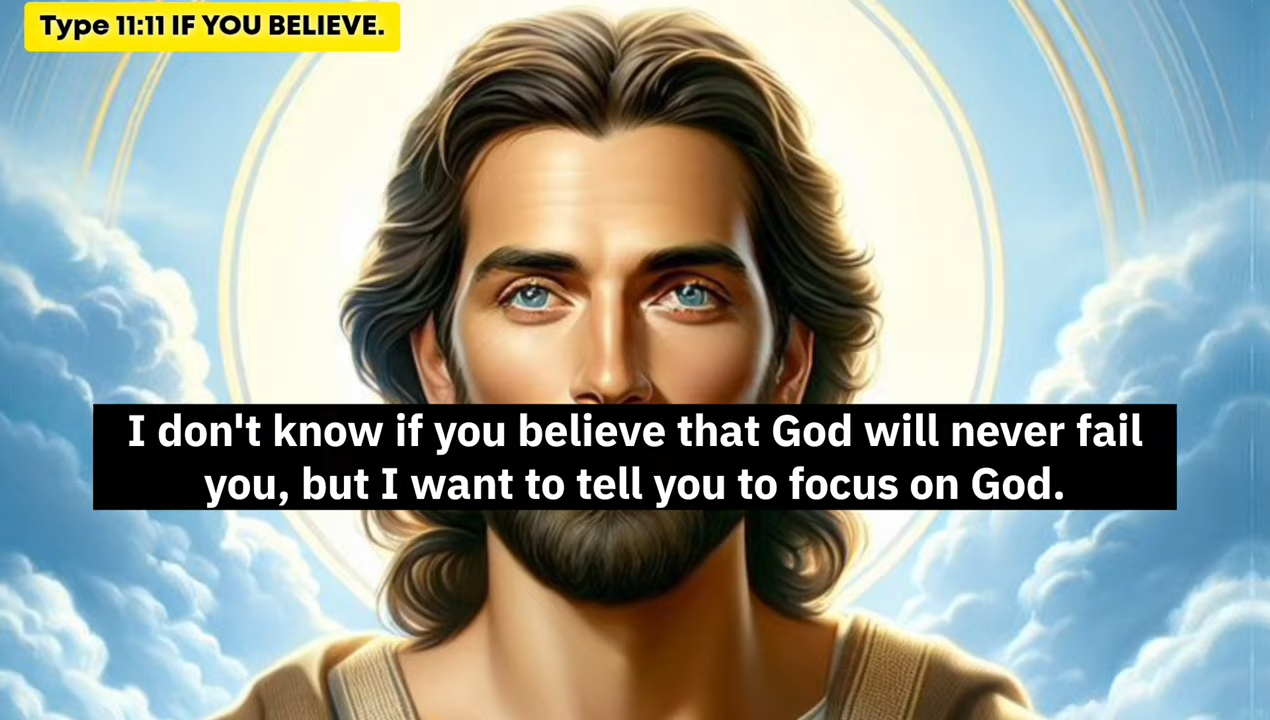 Type 11:11 IF YOU BELIEVE.
I don't know if you believe that God will never fail
you, but I want to tell you to focus on God.